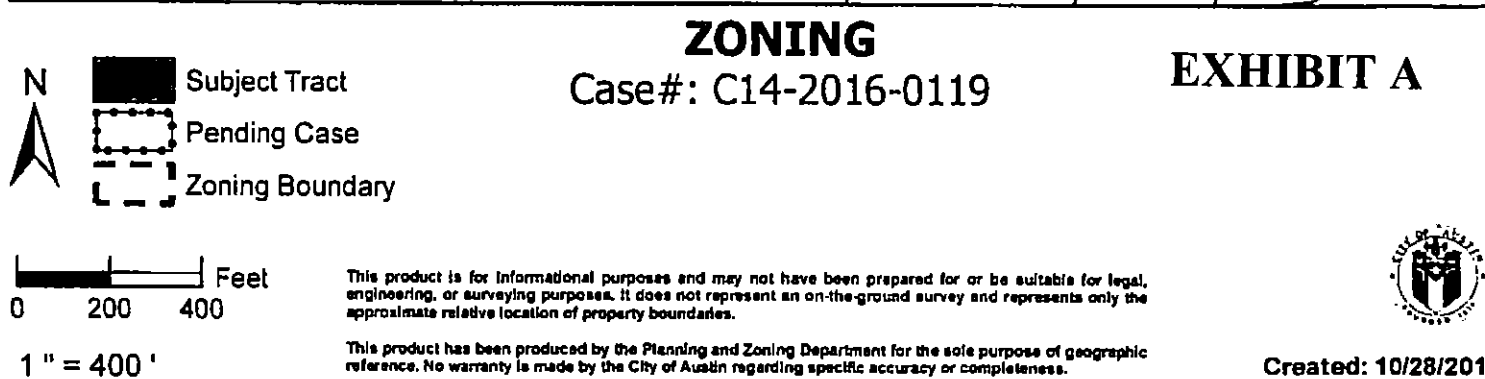 ZONING
Case#: C14-2016-0119
EXHIBIT A
N
Subject Tract
Pending Case
Zoning Boundary
Feet
0 200 400
1 " = 400 '
This product is for informational purposes and may not have been prepared for or be suitable for legal,
engineering, or surveying purposes. It does not represent an on-the-ground survey and represents only the
approximate relative location of property boundaries.
This product has been produced by the Planning and Zoning Department for the sole purpose of geographic
reference. No warranty is made by the City of Austin regarding specific accuracy or completeness.
CITY OF AUSTIN
Created: 10/28/201